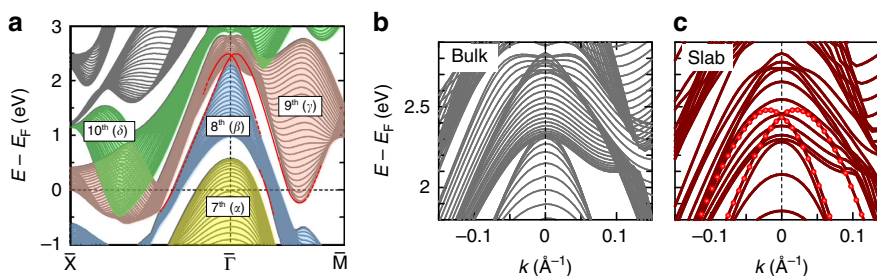 a
3
2
1
0
−1
E − E_F (eV)
10th (δ)
9th (γ)
8th (β)
7th (α)
X̄
Γ̄
M̄
b
Bulk
E − E_F (eV)
2.5
2
−0.1
0
0.1
k (Å⁻¹)
c
Slab
−0.1
0
0.1
k (Å⁻¹)